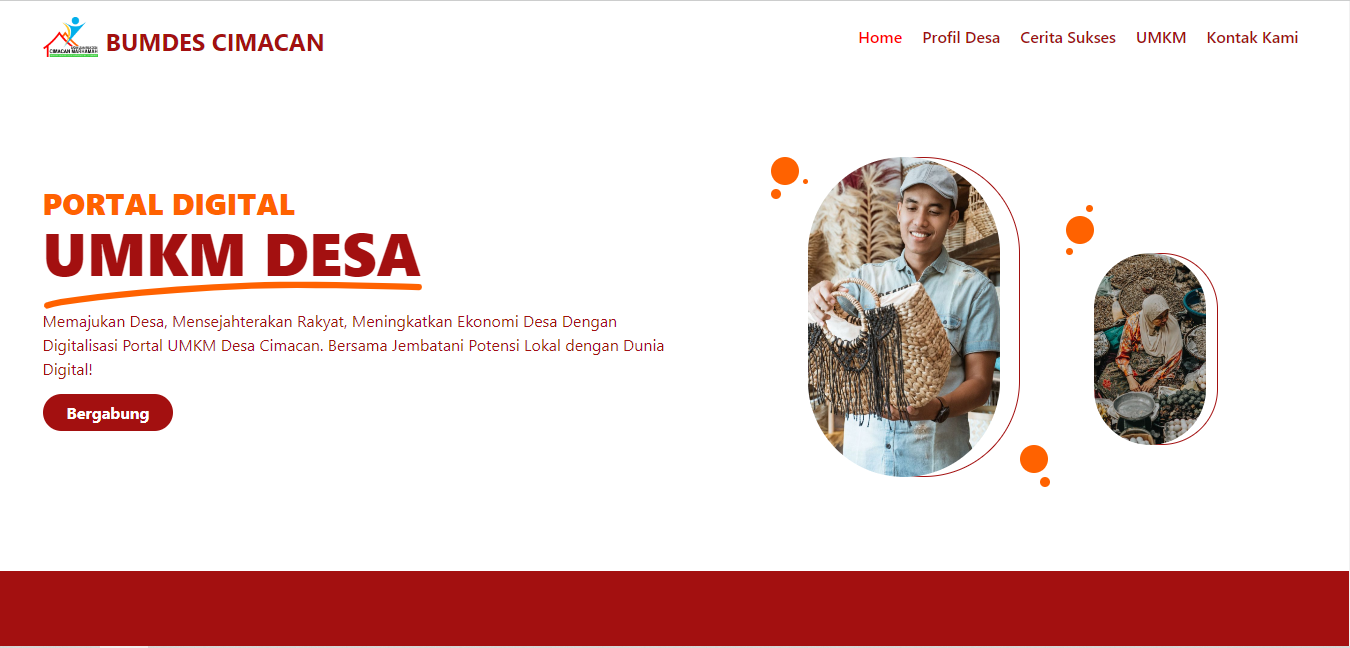 CIMACAN MARHAMAH
BUMDES CIMACAN
Home
Profil Desa
Cerita Sukses
UMKM
Kontak Kami
PORTAL DIGITAL
UMKM DESA
Memajukan Desa, Mensejahterakan Rakyat, Meningkatkan Ekonomi Desa Dengan
Digitalisasi Portal UMKM Desa Cimacan. Bersama Jembatani Potensi Lokal dengan Dunia
Digital!
Bergabung